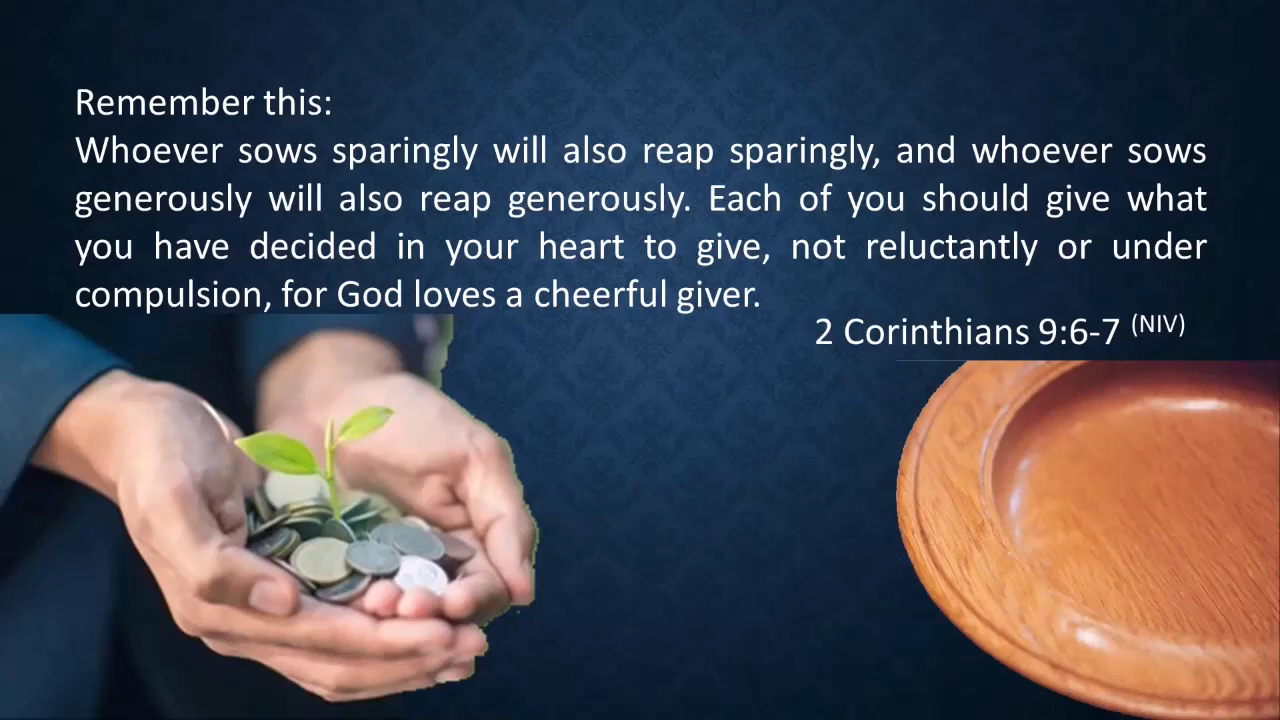 Remember this:
Whoever sows sparingly will also reap sparingly, and whoever sows
generously will also reap generously. Each of you should give what
you have decided in your heart to give, not reluctantly or under
compulsion, for God loves a cheerful giver.
2 Corinthians 9:6-7 (NIV)